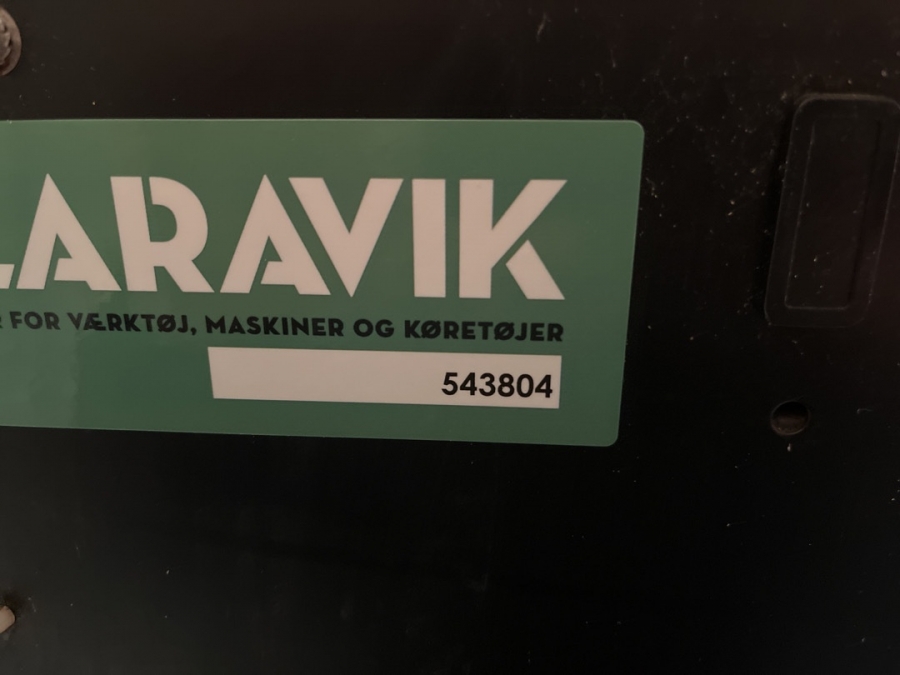 LARAVIK
R FOR VÆRKTØJ, MASKINER OG KØRETØJER
543804